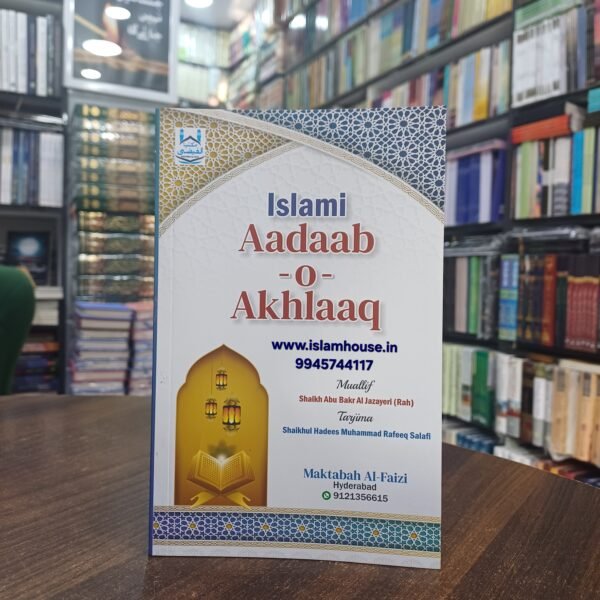 Islami
Aadaab
-o-
Akhlaaq
www.islamhouse.in
9945744117
Muallif
Shaikh Abu Bakr Al Jazayeri (Rah)
Tarjima
Shaikhul Hadees Muhammad Rafeeq Salafi
Maktabah Al-Faizi
Hyderabad
9121356615